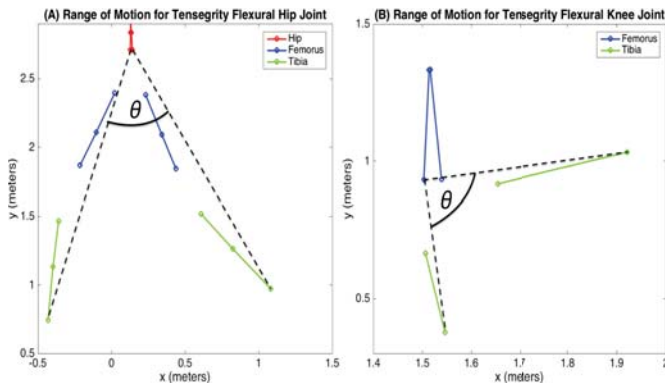 (A) Range of Motion for Tensegrity Flexural Hip Joint
Hip
Femorus
Tibia
θ
y (meters)
2.5
2
1.5
1
0.5
-0.5
0
0.5
1
1.5
x (meters)
(B) Range of Motion for Tensegrity Flexural Knee Joint
Femorus
Tibia
θ
y (meters)
1.5
1
0.5
0.3
1.4
1.5
1.6
1.7
1.8
1.9
2
x (meters)